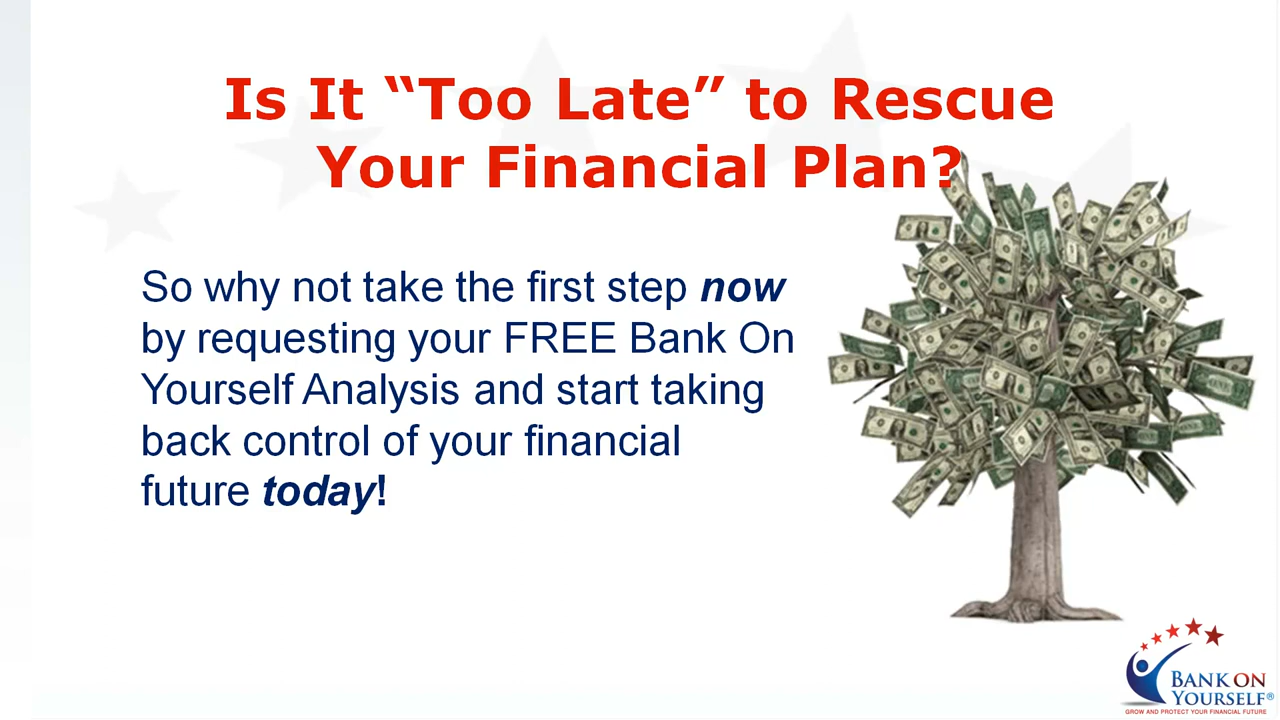 Is It “Too Late” to Rescue
Your Financial Plan?
So why not take the first step now
by requesting your FREE Bank On
Yourself Analysis and start taking
back control of your financial
future today!
BANK ON
YOURSELF®
GROW AND PROTECT YOUR FINANCIAL FUTURE